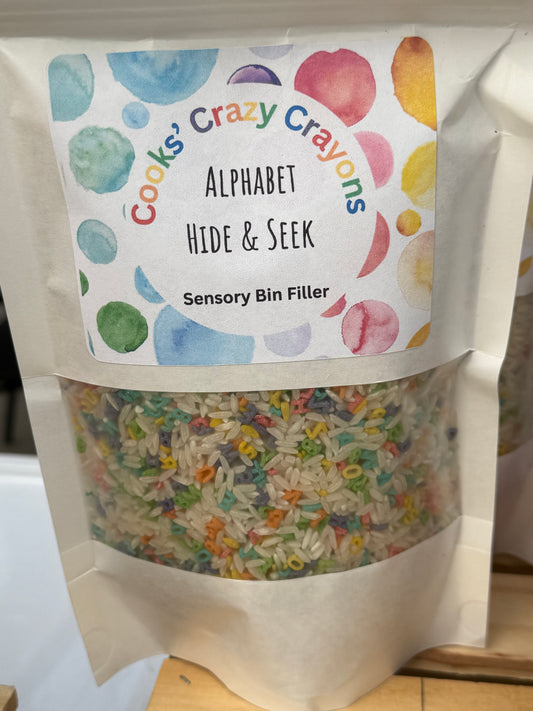 Cooks' Crazy Crayons
ALPHABET
HIDE & SEEK
Sensory Bin Filler